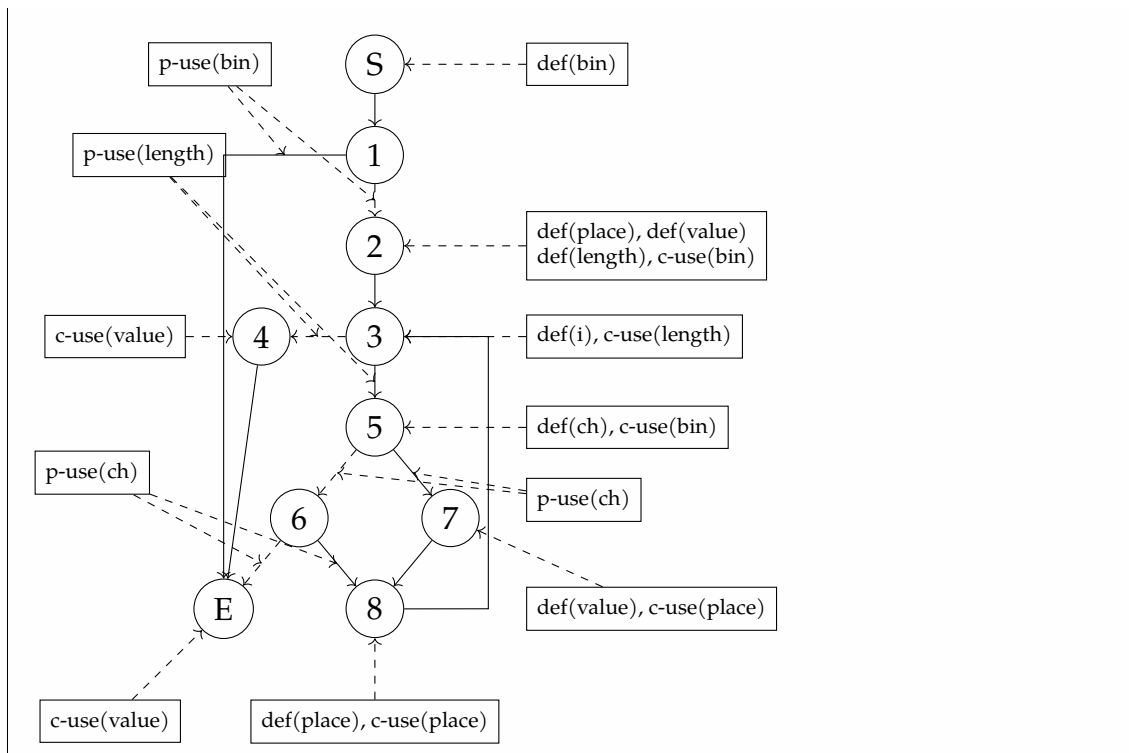 p-use(bin)
S
def(bin)
p-use(length)
1
2
def(place), def(value)
def(length), c-use(bin)
c-use(value)
4
3
def(i), c-use(length)
5
def(ch), c-use(bin)
p-use(ch)
6
7
p-use(ch)
E
8
def(value), c-use(place)
c-use(value)
def(place), c-use(place)